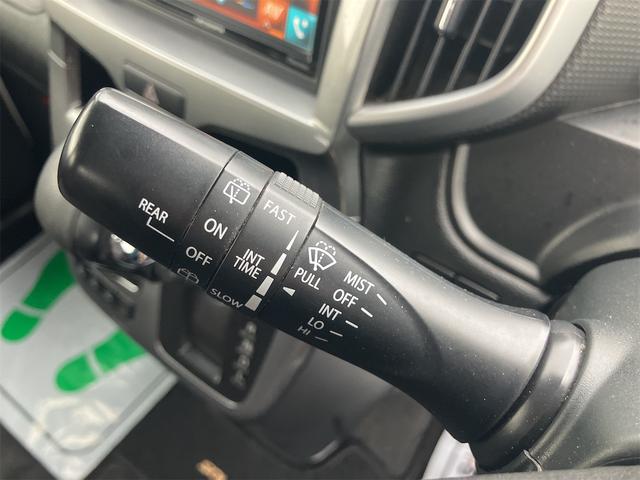 REAR
ON
OFF
FAST
INT
TIME
SLOW
PULL
MIST
OFF
INT
LO
HI